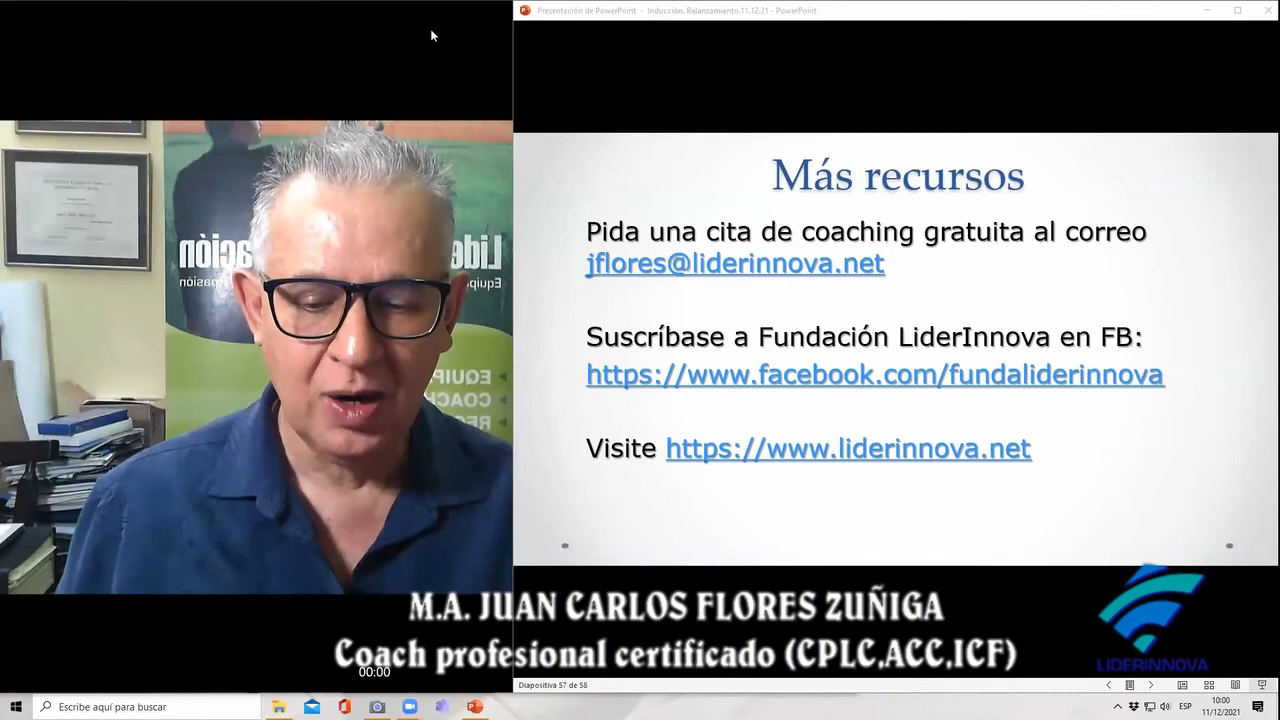 Presentación de PowerPoint - Induccion. Relanzamiento.11.12.21 - PowerPoint
Más recursos
Pida una cita de coaching gratuita al correo
jflores@liderinnova.net
Suscríbase a Fundación LiderInnova en FB:
https://www.facebook.com/fundaliderinnova
Visite https://www.liderinnova.net
M.A. JUAN CARLOS FLORES ZUÑIGA
Coach profesional certificado (CPLC,ACC,ICF)
00:00
LIDERINNOVA
Diapositiva 57 de 58
Escribe aquí para buscar
ESP
10:00
11/12/2021